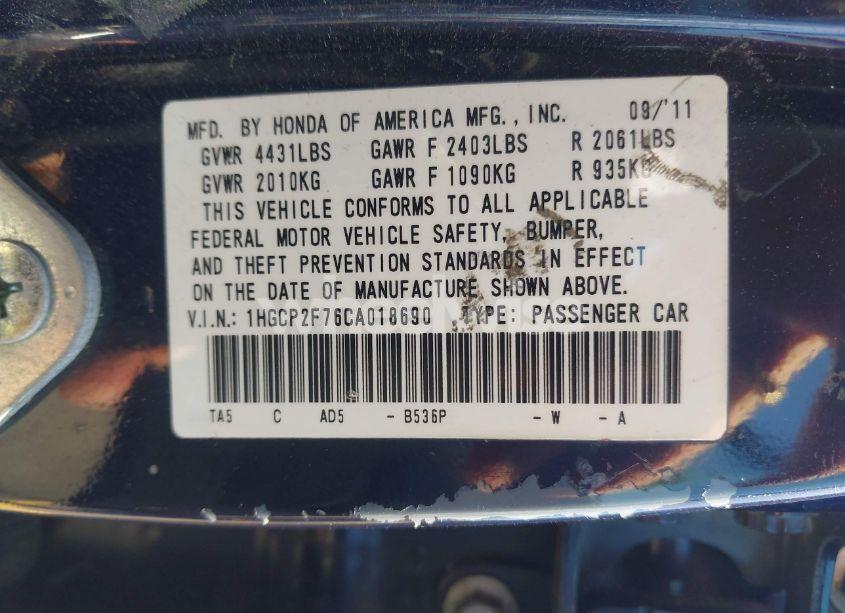 MFD. BY HONDA OF AMERICA MFG., INC. 09/'11
GVWR 4431LBS GAWR F 2403LBS R 2061LBS
GVWR 2010KG GAWR F 1090KG R 935KG
THIS VEHICLE CONFORMS TO ALL APPLICABLE
FEDERAL MOTOR VEHICLE SAFETY, BUMPER,
AND THEFT PREVENTION STANDARDS IN EFFECT
ON THE DATE OF MANUFACTURE SHOWN ABOVE.
V.I.N.: 1HGCP2F76CA018690 TYPE: PASSENGER CAR
TA5 C AD5 - B536P - W - A